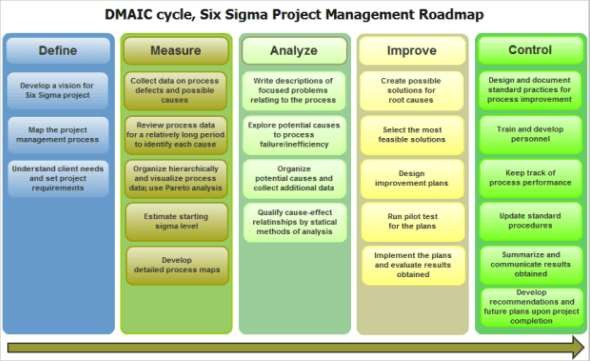 DMAIC cycle, Six Sigma Project Management Roadmap
Define
Develop a vision for
Six Sigma project
Map the project
management process
Understand client needs
and set project
requirements
Measure
Collect data on process
defects and possible
causes
Review process data
for a relatively long period
to identify each cause
Organize hierarchically
and visualize process
data; use Pareto analysis
Estimate starting
sigma level
Develop
detailed process maps
Analyze
Write descriptions of
focused problems
relating to the process
Explore potential causes
to process
failure/inefficiency
Organize
potential causes and
collect additional data
Qualify cause-effect
relatinships by statical
methods of analysis
Improve
Create possible
solutions for
root causes
Select the most
feasible solutions
Design
improvement plans
Run pilot test
for the plans
Implement the plans
and evaluate results
obtained
Control
Design and document
standard practices for
process improvement
Train and develop
personnel
Keep track of
process performance
Update standard
procedures
Summarize and
communicate results
obtained
Develop
recommendations and
future plans upon project
completion